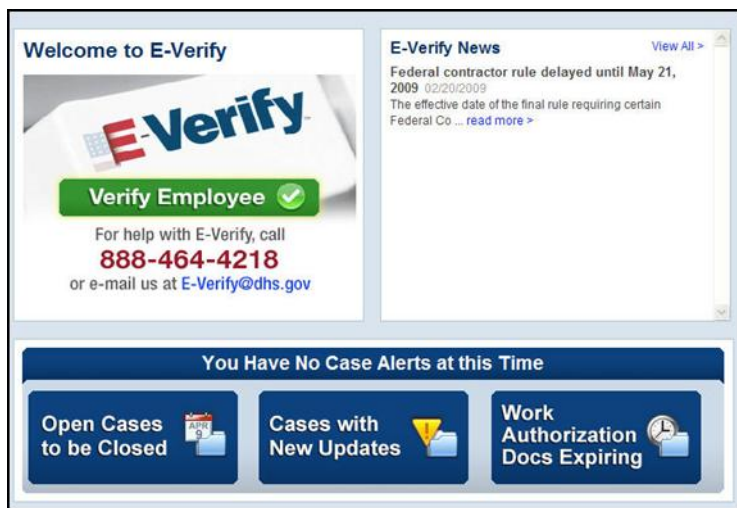 Welcome to E-Verify
E-Verify
Verify Employee
For help with E-Verify, call
888-464-4218
or e-mail us at E-Verify@dhs.gov
E-Verify News
View All >
Federal contractor rule delayed until May 21,
2009 02/20/2009
The effective date of the final rule requiring certain
Federal Co ... read more >
You Have No Case Alerts at this Time
Open Cases
to be Closed
APR
9
Cases with
New Updates
Work
Authorization
Docs Expiring